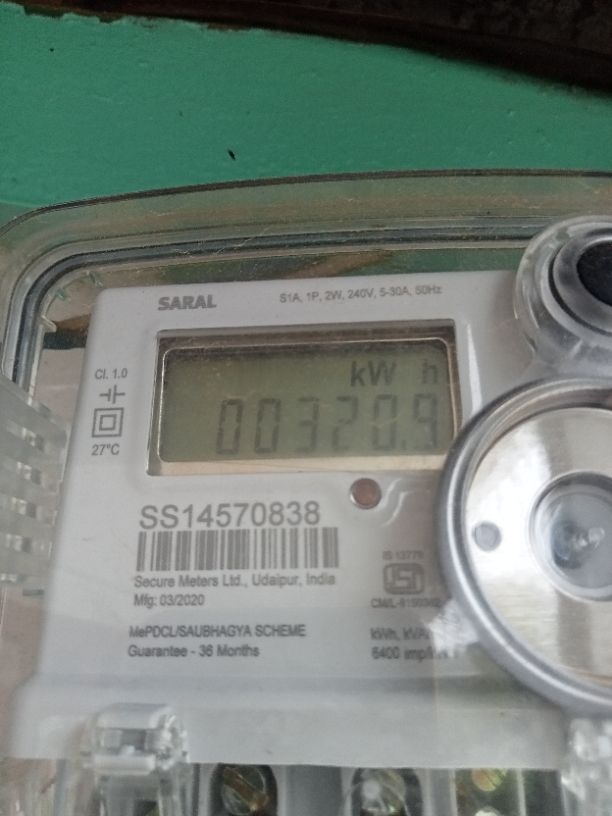 SARAL
S1A, 1P, 2W, 240V, 5-30A, 50Hz
Cl. 1.0
27°C
kW h
00320.9
SS14570838
Secure Meters Ltd., Udaipur, India
Mfg: 03/2020
IS 13779
ISI
MePDCL/SAUBHAGYA SCHEME
Guarantee - 36 Months
kWh,
6400